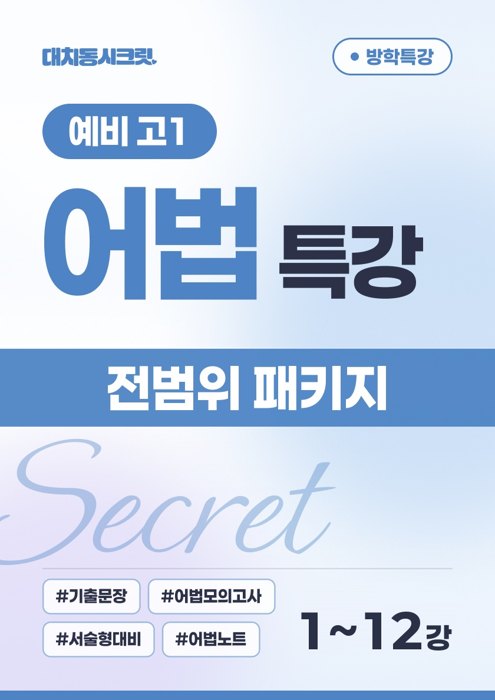 대치동시크릿.
방학특강
예비 고1
어법 특강
전범위 패키지
Secret
#기출문장 #어법모의고사
#서술형대비 #어법노트
1~12강